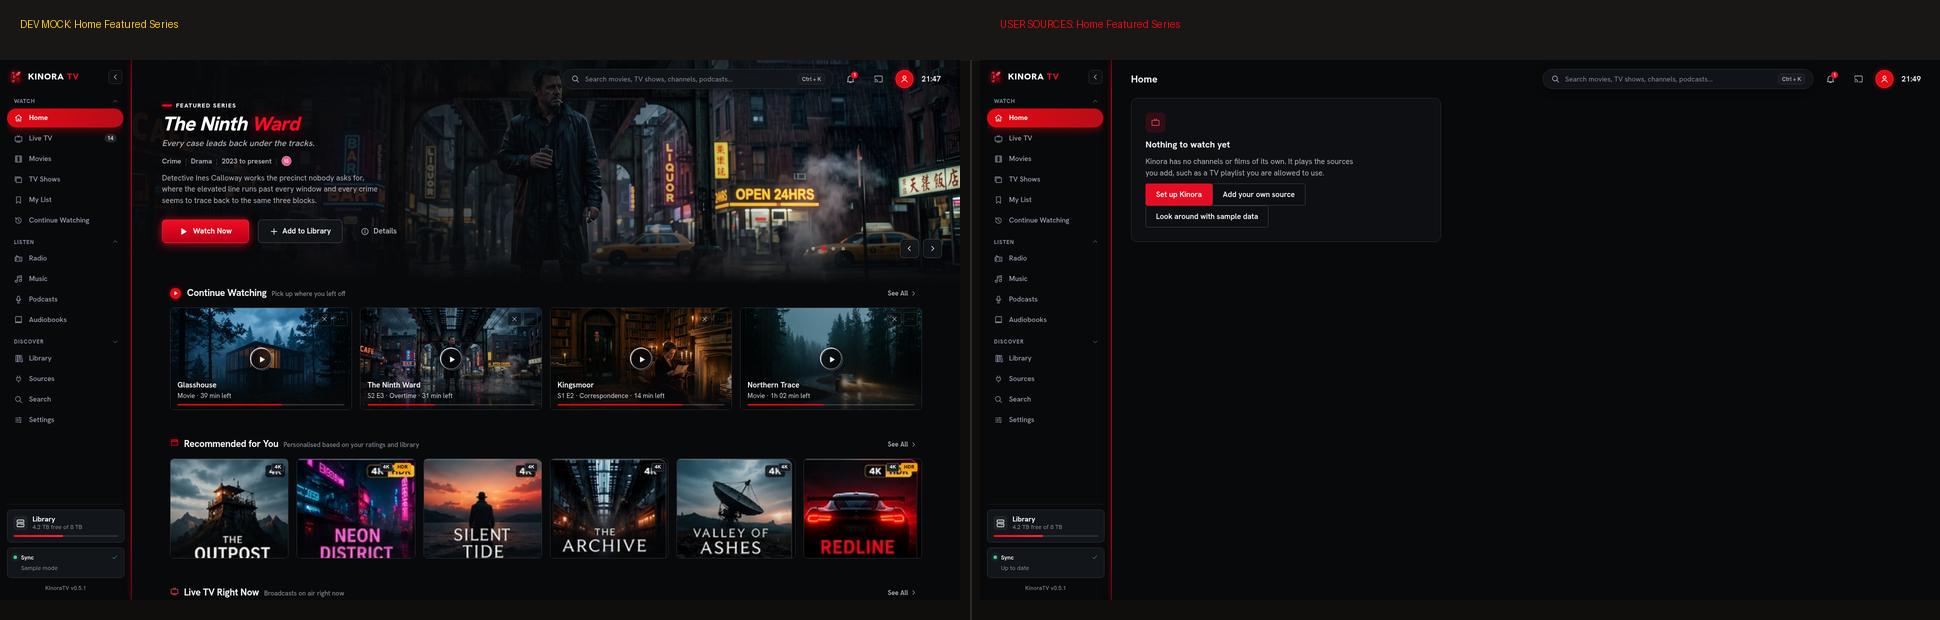 DEV MOCK: Home Featured Series
KINORA TV
WATCH
Home
Live TV
14
Movies
TV Shows
My List
Continue Watching
LISTEN
Radio
Music
Podcasts
Audiobooks
DISCOVER
Library
Sources
Search
Settings
Library
4.2 TB free of 8 TB
Sync
Sample mode
KinoraTV v0.5.1
Search movies, TV shows, channels, podcasts...
Ctrl + K
1
21:47
FEATURED SERIES
The Ninth Ward
Every case leads back under the tracks.
Crime
Drama
2023 to present
Detective Ines Calloway works the precinct nobody asks for,
where the elevated line runs past every window and every crime
seems to trace back to the same three blocks.
Watch Now
Add to Library
Details
BAR
LIQUOR
LIQUOR
OPEN 24HRS
Continue Watching
Pick up where you left off
See All
Glasshouse
Movie · 39 min left
CAFE
The Ninth Ward
S2 E3 · Overtime · 31 min left
Kingsmoor
S1 E2 · Correspondence · 14 min left
Northern Trace
Movie · 1h 02 min left
Recommended for You
Personalised based on your ratings and library
See All
4K
THE
OUTPOST
4K
HDR
NEON
DISTRICT
4K
SILENT
TIDE
4K
THE
ARCHIVE
4K
VALLEY OF
ASHES
4K
HDR
REDLINE
Live TV Right Now
Broadcasts on air right now
See All
USER SOURCES: Home Featured Series
KINORA TV
WATCH
Home
Live TV
Movies
TV Shows
My List
Continue Watching
LISTEN
Radio
Music
Podcasts
Audiobooks
DISCOVER
Library
Sources
Search
Settings
Library
4.2 TB free of 8 TB
Sync
Up to date
KinoraTV v0.5.1
Home
Search movies, TV shows, channels, podcasts...
Ctrl + K
1
21:49
Nothing to watch yet
Kinora has no channels or films of its own. It plays the sources
you add, such as a TV playlist you are allowed to use.
Set up Kinora
Add your own source
Look around with sample data